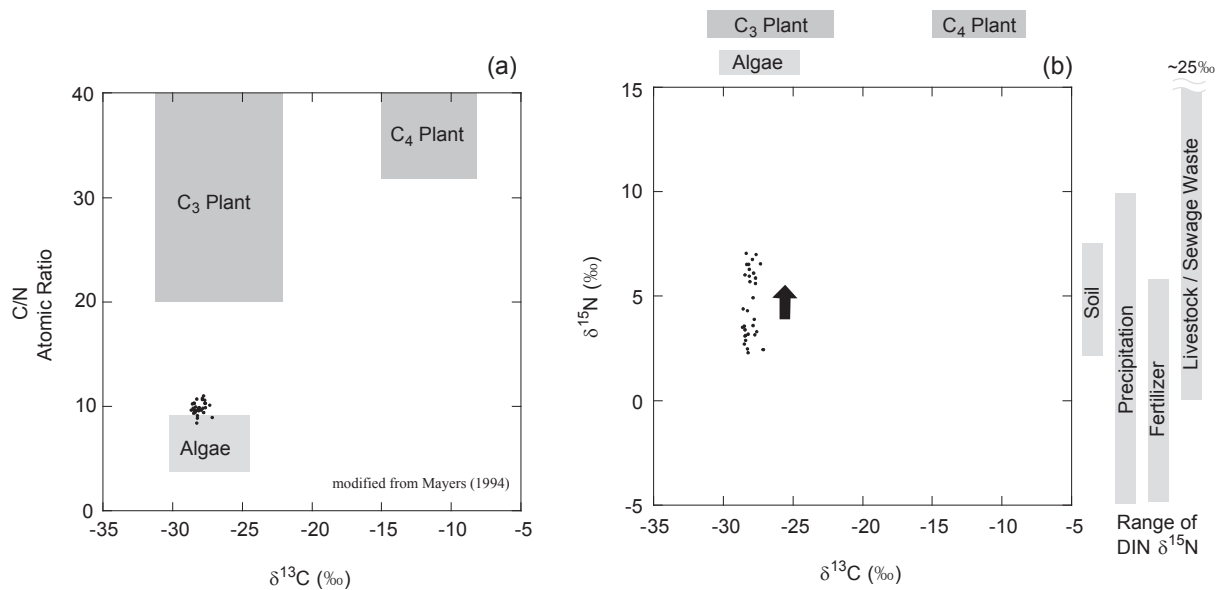 (a)
40
30
20
10
0
C/N
Atomic Ratio
C₃ Plant
C₄ Plant
Algae
modified from Mayers (1994)
-35
-30
-25
-20
-15
-10
-5
δ¹³C (‰)
C₃ Plant
C₄ Plant
Algae
(b)
15
10
5
0
-5
δ¹⁵N (‰)
-35
-30
-25
-20
-15
-10
-5
δ¹³C (‰)
~25‰
Soil
Precipitation
Fertilizer
Livestock / Sewage Waste
Range of
DIN δ¹⁵N